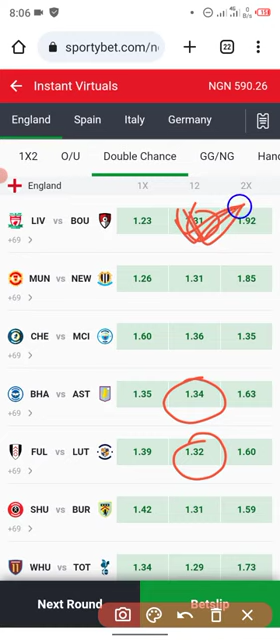 8:06
4G
0 B/s
15
sportybet.com/n
22
Instant Virtuals NGN 590.26
England Spain Italy Germany
1X2 O/U Double Chance GG/NG Hand
England 1X 12 2X
LIV vs BOU 1.23 1.92
+69
MUN vs NEW 1.26 1.31 1.85
+69
CHE vs MCI 1.60 1.36 1.35
+69
BHA vs AST 1.35 1.34 1.63
+69
FUL vs LUT 1.39 1.32 1.60
+69
SHU vs BUR 1.42 1.31 1.59
+69
WHU vs TOT 1.34 1.29 1.73
Next Round Betslip